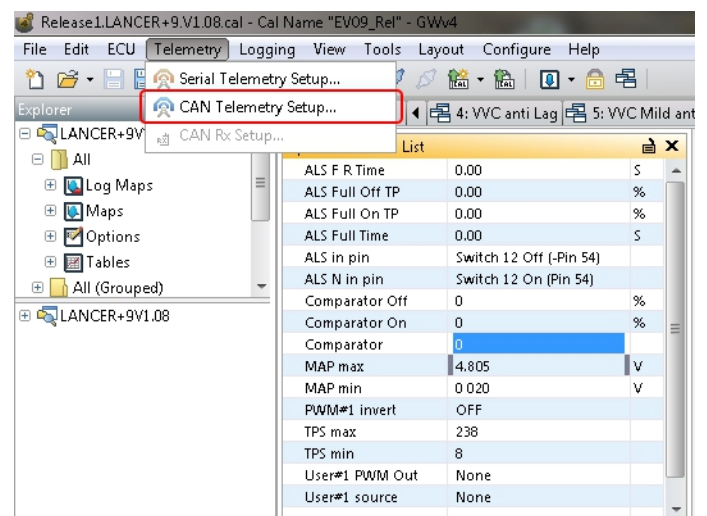 Release1.LANCER+9.V1.08.cal - Cal Name "EV09_Rel" - GWv4
File Edit ECU Telemetry Logging View Tools Layout Configure Help
Serial Telemetry Setup...
CAN Telemetry Setup...
CAN Rx Setup...
Explorer
4: VVC anti Lag 5: VVC Mild ant
LANCER+9V
List
All
Log Maps
Maps
Options
Tables
All (Grouped)
LANCER+9V1.08
ALS F R Time 0.00 S
ALS Full Off TP 0.00 %
ALS Full On TP 0.00 %
ALS Full Time 0.00 S
ALS in pin Switch 12 Off (-Pin 54)
ALS N in pin Switch 12 On (Pin 54)
Comparator Off 0 %
Comparator On 0 %
Comparator 0
MAP max 4.805 V
MAP min 0 020 V
PWM#1 invert OFF
TPS max 238
TPS min 8
User#1 PWM Out None
User#1 source None